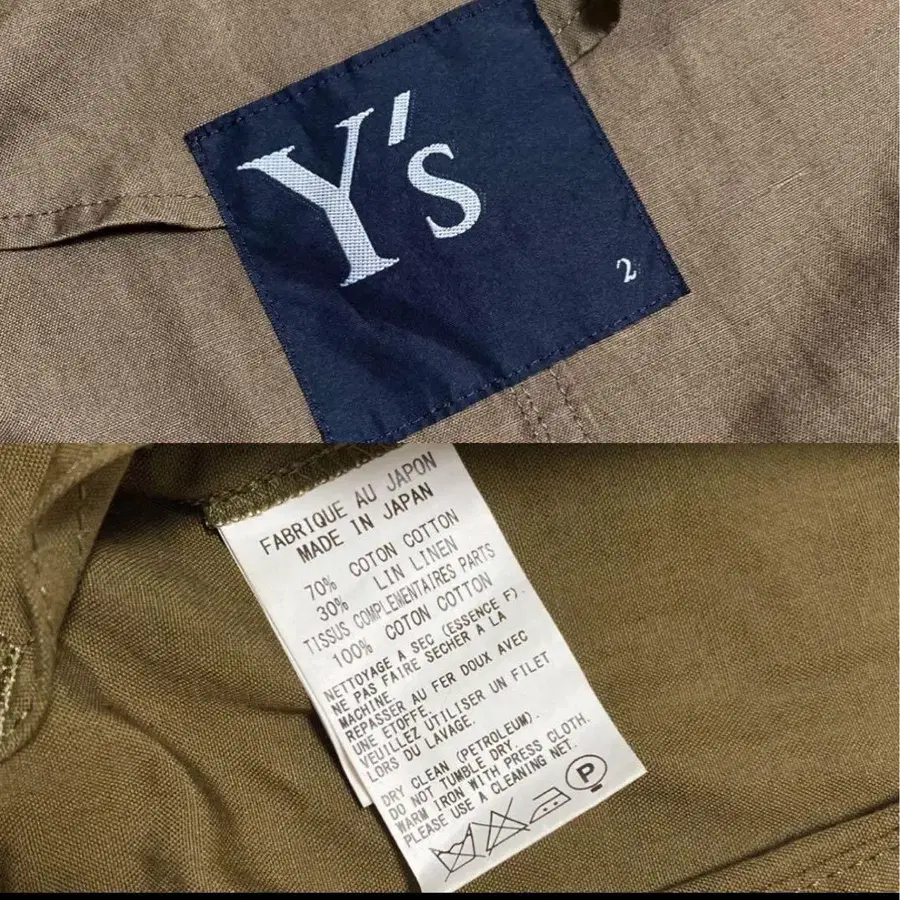 Y's
2
FABRIQUE AU JAPON
MADE IN JAPAN
70% COTON COTTON
30% LIN LINEN
TISSUS COMPLEMENTAIRES PARTS
100% COTON COTTON
NETTOYAGE A SEC (ESSENCE F).
NE PAS FAIRE SECHER A LA
MACHINE.
REPASSER AU FER DOUX AVEC
UNE ETOFFE.
VEUILLEZ UTILISER UN FILET
LORS DU LAVAGE.
DRY CLEAN (PETROLEUM).
DO NOT TUMBLE DRY.
WARM IRON WITH PRESS CLOTH.
PLEASE USE A CLEANING NET.
P